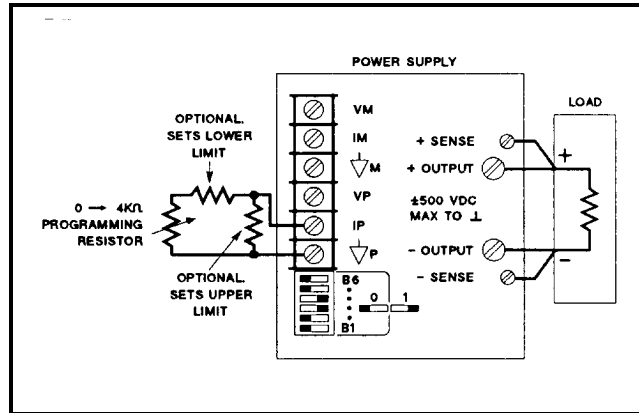 POWER SUPPLY
OPTIONAL.
SETS LOWER
LIMIT
0 → 4KΩ
PROGRAMMING
RESISTOR
OPTIONAL.
SETS UPPER
LIMIT
VM
IM
▽M
VP
IP
▽P
B6
0 1
B1
+ SENSE
+ OUTPUT
±500 VDC
MAX TO ⊥
- OUTPUT
- SENSE
LOAD
+
-